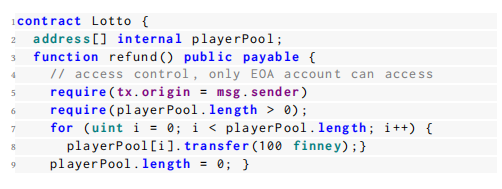 1 contract Lotto {
2 address[] internal playerPool;
3 function refund() public payable {
4 // access control, only EOA account can access
5 require(tx.origin = msg.sender)
6 require(playerPool.length > 0);
7 for (uint i = 0; i < playerPool.length; i++) {
8 playerPool[i].transfer(100 finney);}
9 playerPool.length = 0; }